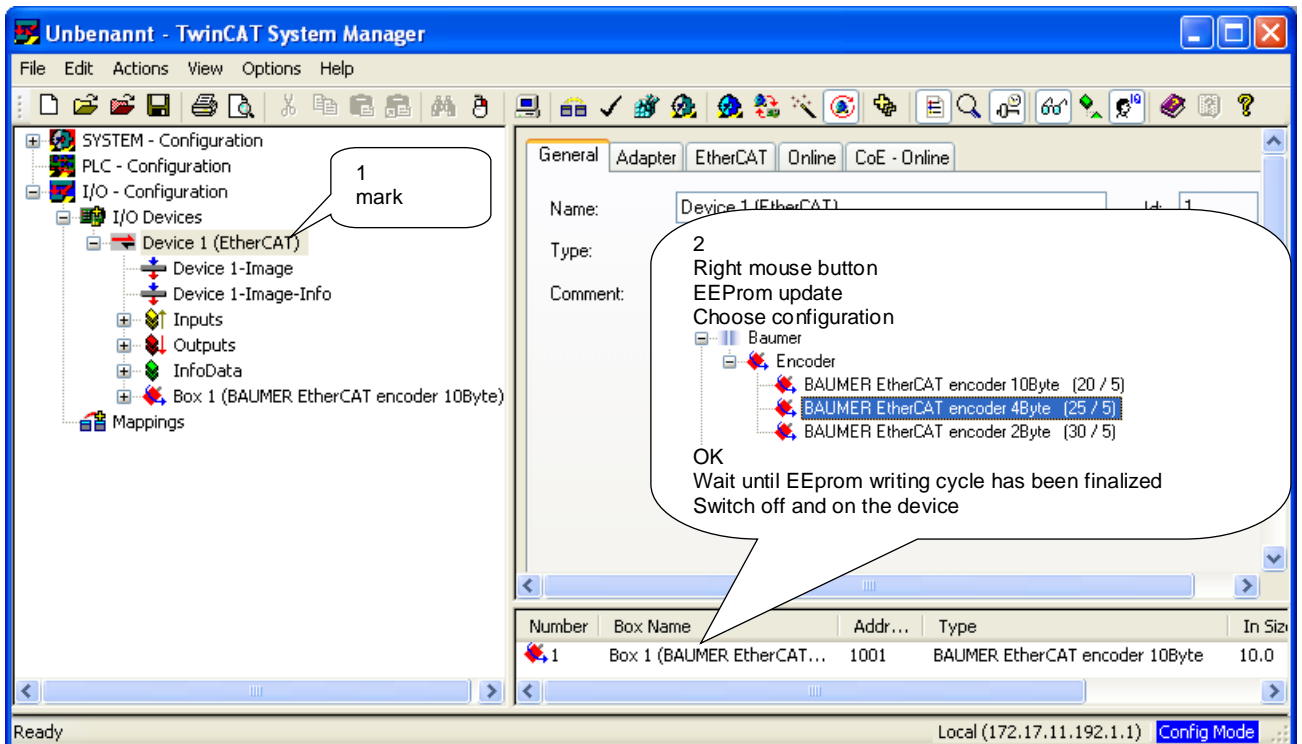 Unbenannt - TwinCAT System Manager
File Edit Actions View Options Help
SYSTEM - Configuration
PLC - Configuration
I/O - Configuration
I/O Devices
Device 1 (EtherCAT)
Device 1-Image
Device 1-Image-Info
Inputs
Outputs
InfoData
Box 1 (BAUMER EtherCAT encoder 10Byte)
Mappings
1
mark
General Adapter EtherCAT Online CoE - Online
Name: Device 1 (EtherCAT) Id: 1
Type:
Comment:
2
Right mouse button
EEProm update
Choose configuration
Baumer
Encoder
BAUMER EtherCAT encoder 10Byte (20 / 5)
BAUMER EtherCAT encoder 4Byte (25 / 5)
BAUMER EtherCAT encoder 2Byte (30 / 5)
OK
Wait until EEprom writing cycle has been finalized
Switch off and on the device
Number Box Name Addr... Type In Siz
1 Box 1 (BAUMER EtherCAT... 1001 BAUMER EtherCAT encoder 10Byte 10.0
Ready Local (172.17.11.192.1.1) Config Mode